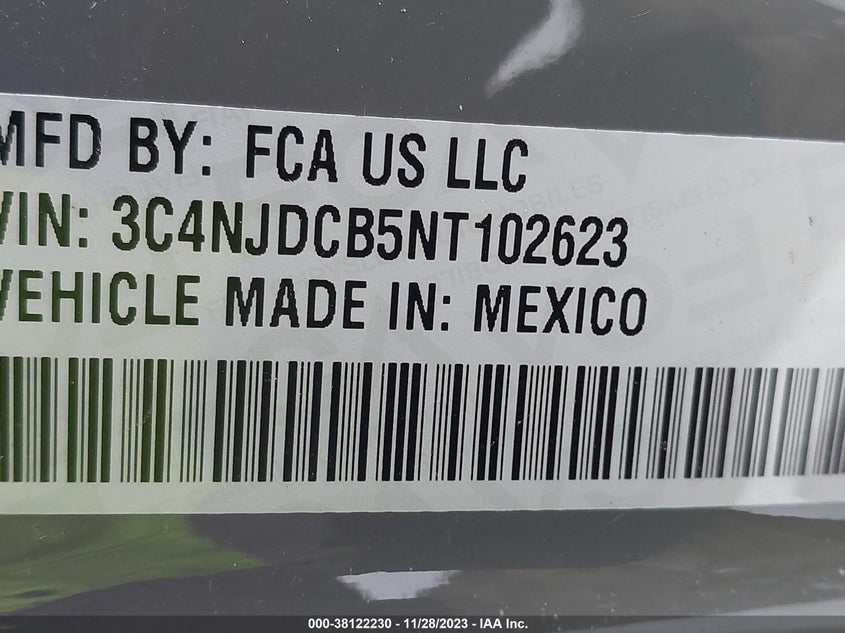 MFD BY: FCA US LLC
VIN: 3C4NJDCB5NT102623
VEHICLE MADE IN: MEXICO
000-38122230 - 11/28/2023 - IAA Inc.